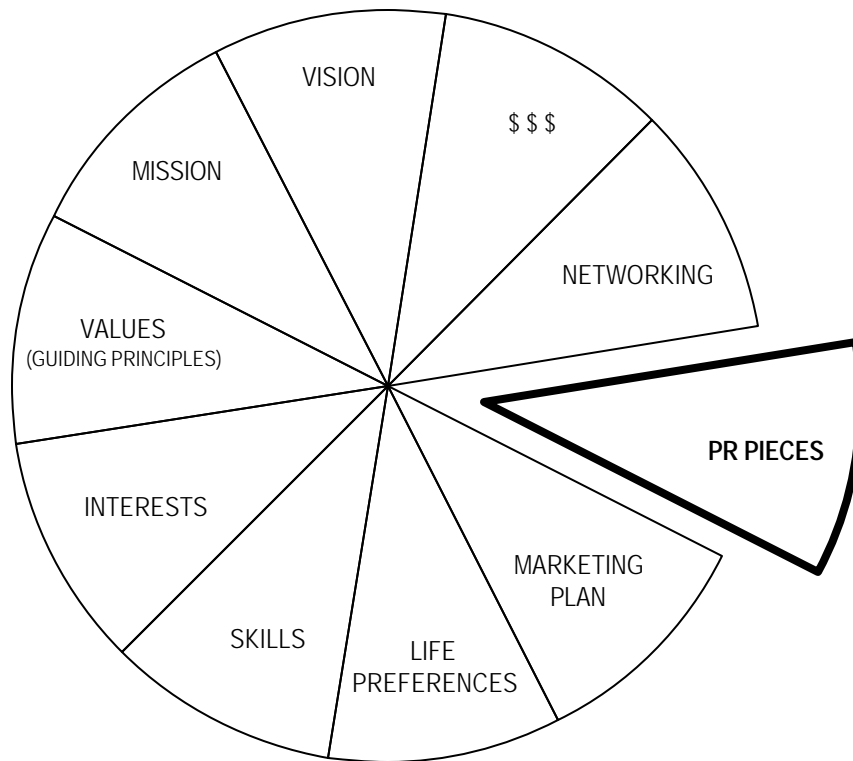 VISION
$ $ $
NETWORKING
PR PIECES
MARKETING
PLAN
LIFE
PREFERENCES
SKILLS
INTERESTS
VALUES
(GUIDING PRINCIPLES)
MISSION